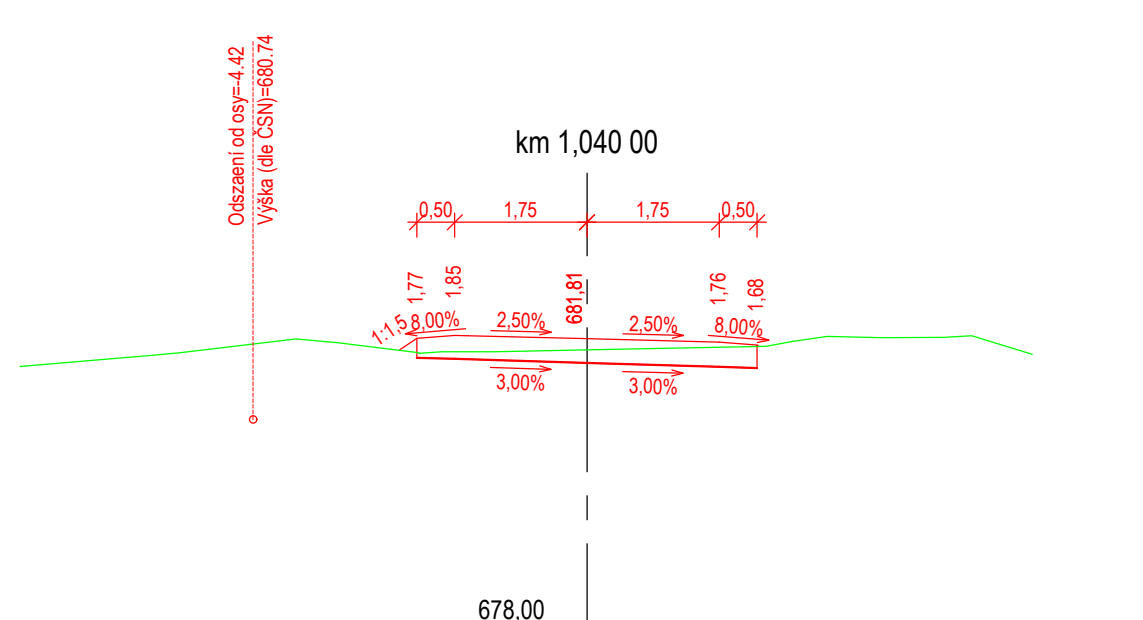 Odszaení od osy=-4.42
Výška (dle ČSN)=680.74
km 1,040 00
0,50 1,75 1,75 0,50
1,77 1,85 681,81 1,76 1,68
1:1,5 8,00% 2,50% 2,50% 8,00%
3,00% 3,00%
678,00